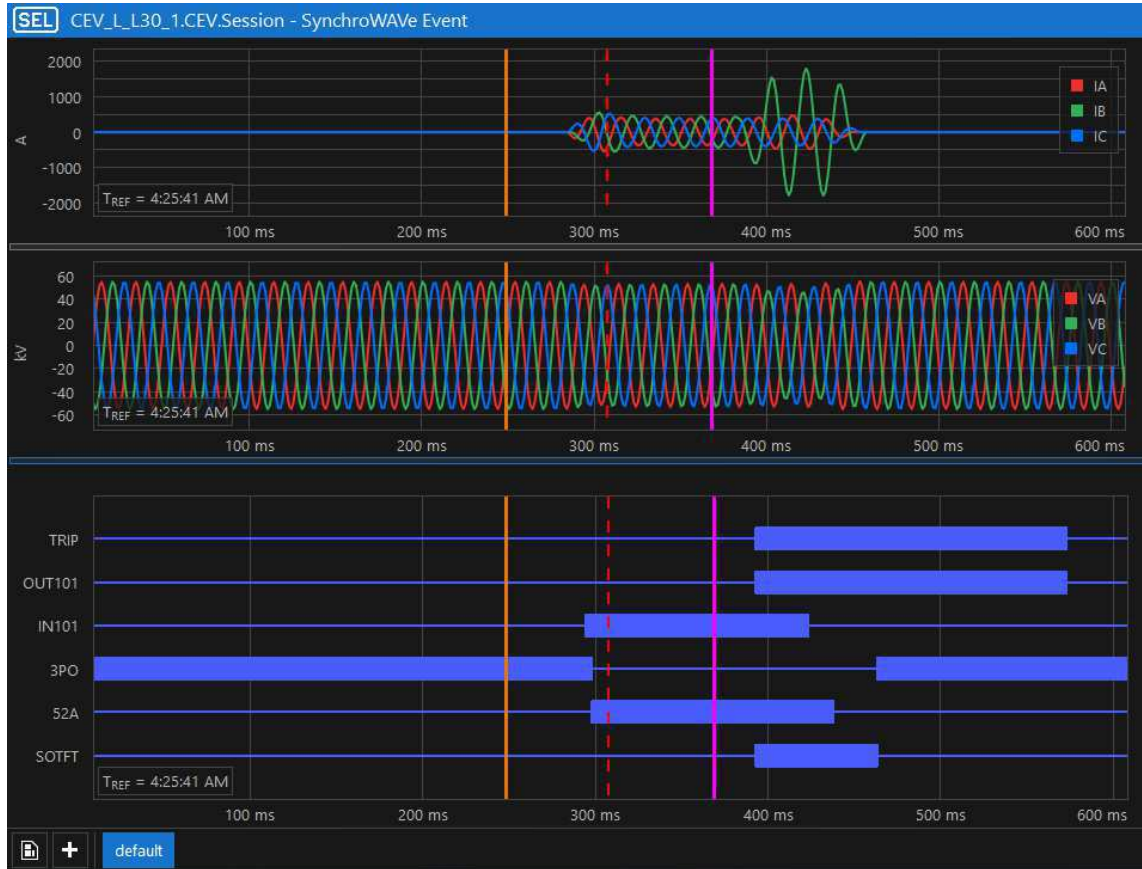 SEL CEV_L_L30_1.CEV.Session - SynchroWAVe Event
2000
1000
0
-1000
-2000
A
IA
IB
IC
TREF = 4:25:41 AM
100 ms 200 ms 300 ms 400 ms 500 ms 600 ms
60
40
20
0
-20
-40
-60
kV
VA
VB
VC
TREF = 4:25:41 AM
100 ms 200 ms 300 ms 400 ms 500 ms 600 ms
TRIP
OUT101
IN101
3PO
52A
SOTFT
TREF = 4:25:41 AM
100 ms 200 ms 300 ms 400 ms 500 ms 600 ms
default